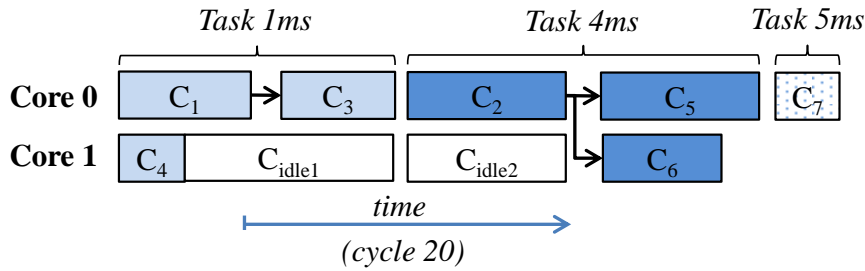 Task 1ms Task 4ms Task 5ms
Core 0 C1 C3 C2 C5 C7
Core 1 C4 Cidle1 Cidle2 C6
time
(cycle 20)